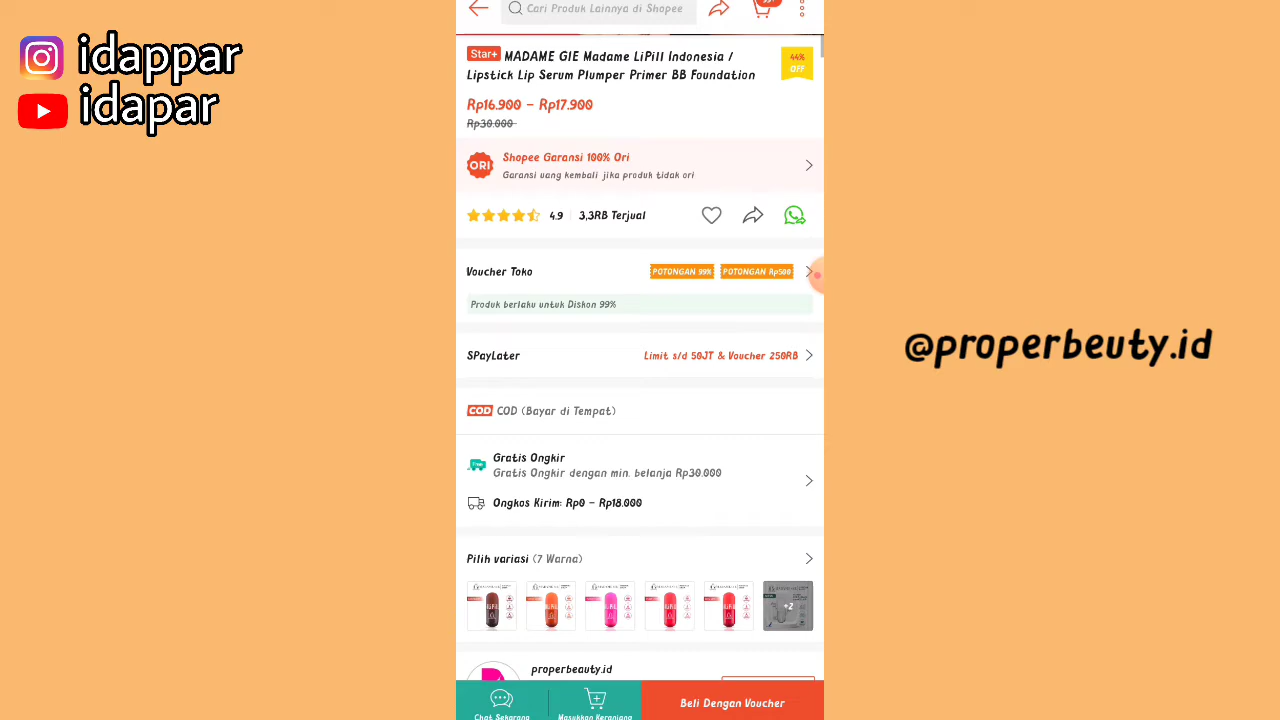 idappar
idapar
Cari Produk Lainnya di Shopee
Star+ MADAME GIE Madame LiPill Indonesia /
Lipstick Lip Serum Plumper Primer BB Foundation
44%
OFF
Rp16.900 - Rp17.900
Rp30.000
ORI
Shopee Garansi 100% Ori
Garansi uang kembali jika produk tidak ori
4.9 3,3RB Terjual
Voucher Toko
POTONGAN 99% POTONGAN Rp500
Produk berlaku untuk Diskon 99%
SPayLater
Limit s/d 50JT & Voucher 250RB
COD COD (Bayar di Tempat)
Gratis Ongkir
Gratis Ongkir dengan min. belanja Rp30.000
Ongkos Kirim: Rp0 - Rp18.000
Pilih variasi (7 Warna)
+2
properbeauty.id
Chat Sekarang
Masukkan Keranjang
Beli Dengan Voucher
@properbeuty.id